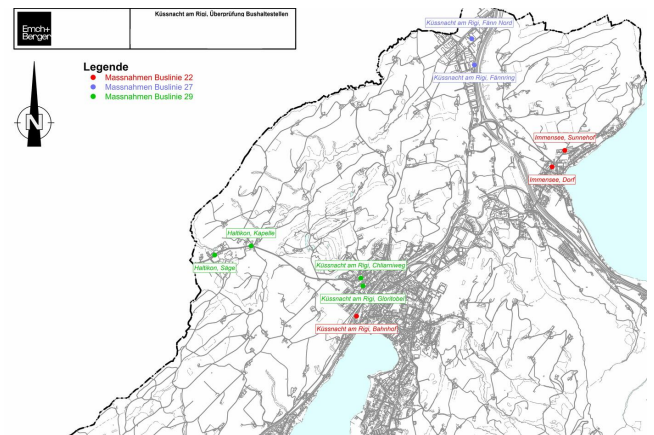 Emch+
Berger
Küssnacht am Rigi, Überprüfung Bushaltestellen
Legende
Massnahmen Buslinie 22
Massnahmen Buslinie 27
Massnahmen Buslinie 29
N
Küssnacht am Rigi, Fänn Nord
Küssnacht am Rigi, Fännring
Immensee, Sunnehof
Immensee, Dorf
Haltikon, Kapelle
Haltikon, Säge
Küssnacht am Rigi, Chlamiweg
Küssnacht am Rigi, Gloritobel
Küssnacht am Rigi, Bahnhof